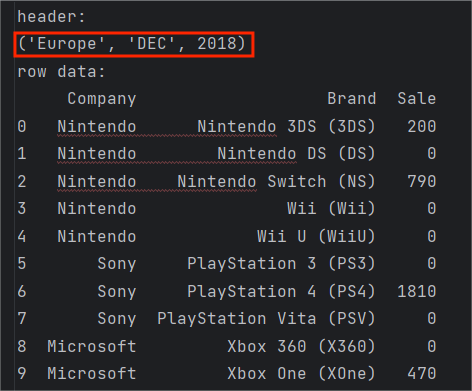 header:
('Europe', 'DEC', 2018)
row data:
Company Brand Sale
0 Nintendo Nintendo 3DS (3DS) 200
1 Nintendo Nintendo DS (DS) 0
2 Nintendo Nintendo Switch (NS) 790
3 Nintendo Wii (Wii) 0
4 Nintendo Wii U (WiiU) 0
5 Sony PlayStation 3 (PS3) 0
6 Sony PlayStation 4 (PS4) 1810
7 Sony PlayStation Vita (PSV) 0
8 Microsoft Xbox 360 (X360) 0
9 Microsoft Xbox One (XOne) 470